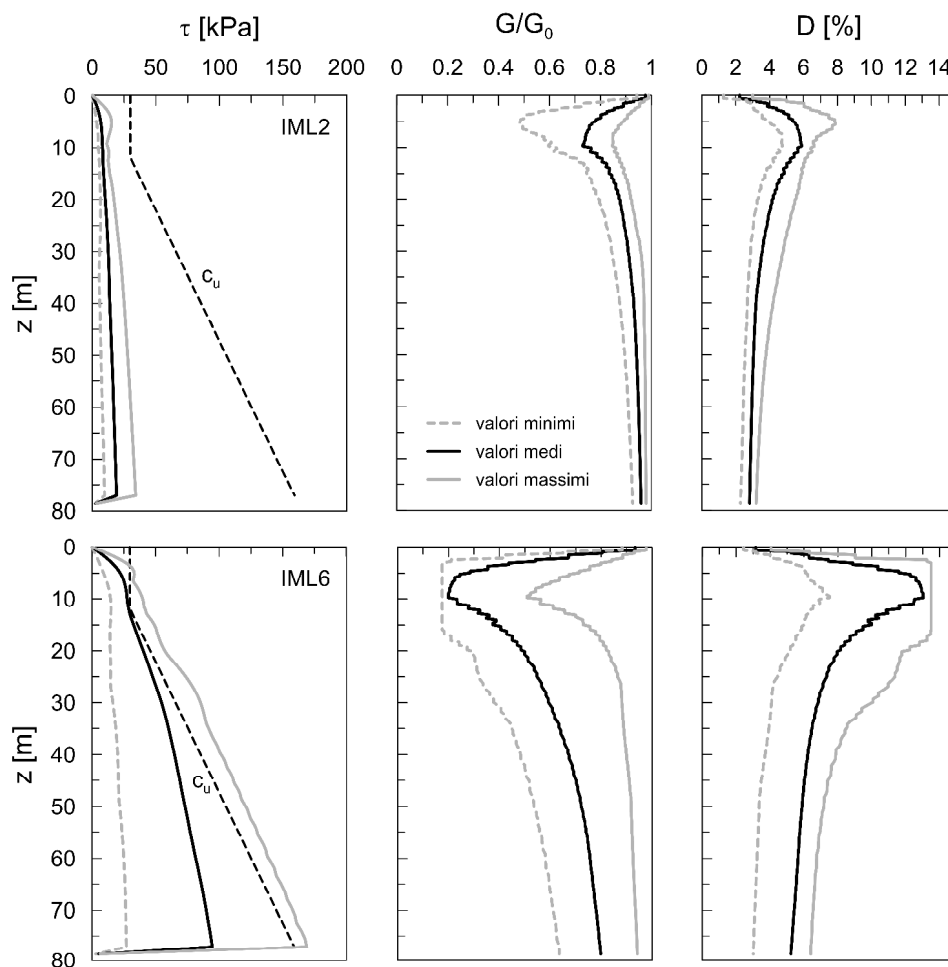 τ [kPa] G/G0 D [%]
0 50 100 150 200 0 0.2 0.4 0.6 0.8 1 0 2 4 6 8 10 12 14
0
10
20
30
40
50
60
70
80
z [m]
IML2
cu
valori minimi
valori medi
valori massimi
0
10
20
30
40
50
60
70
80
z [m]
IML6
cu